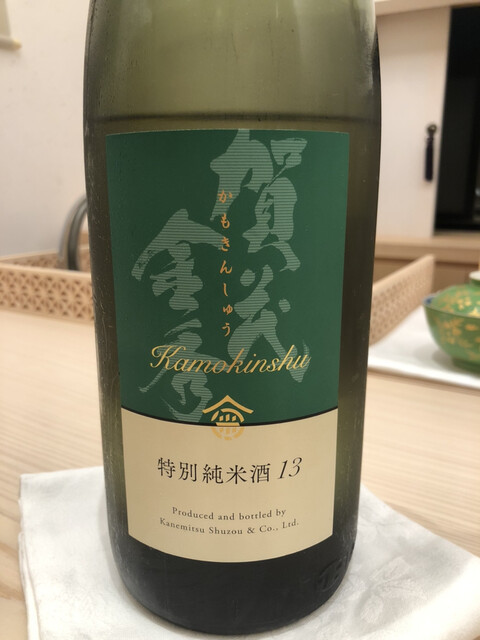 賀茂
金秀
かもきんしゅう
Kamokinshu
特別純米酒 13
Produced and bottled by
Kanemitsu Shuzou & Co., Ltd.